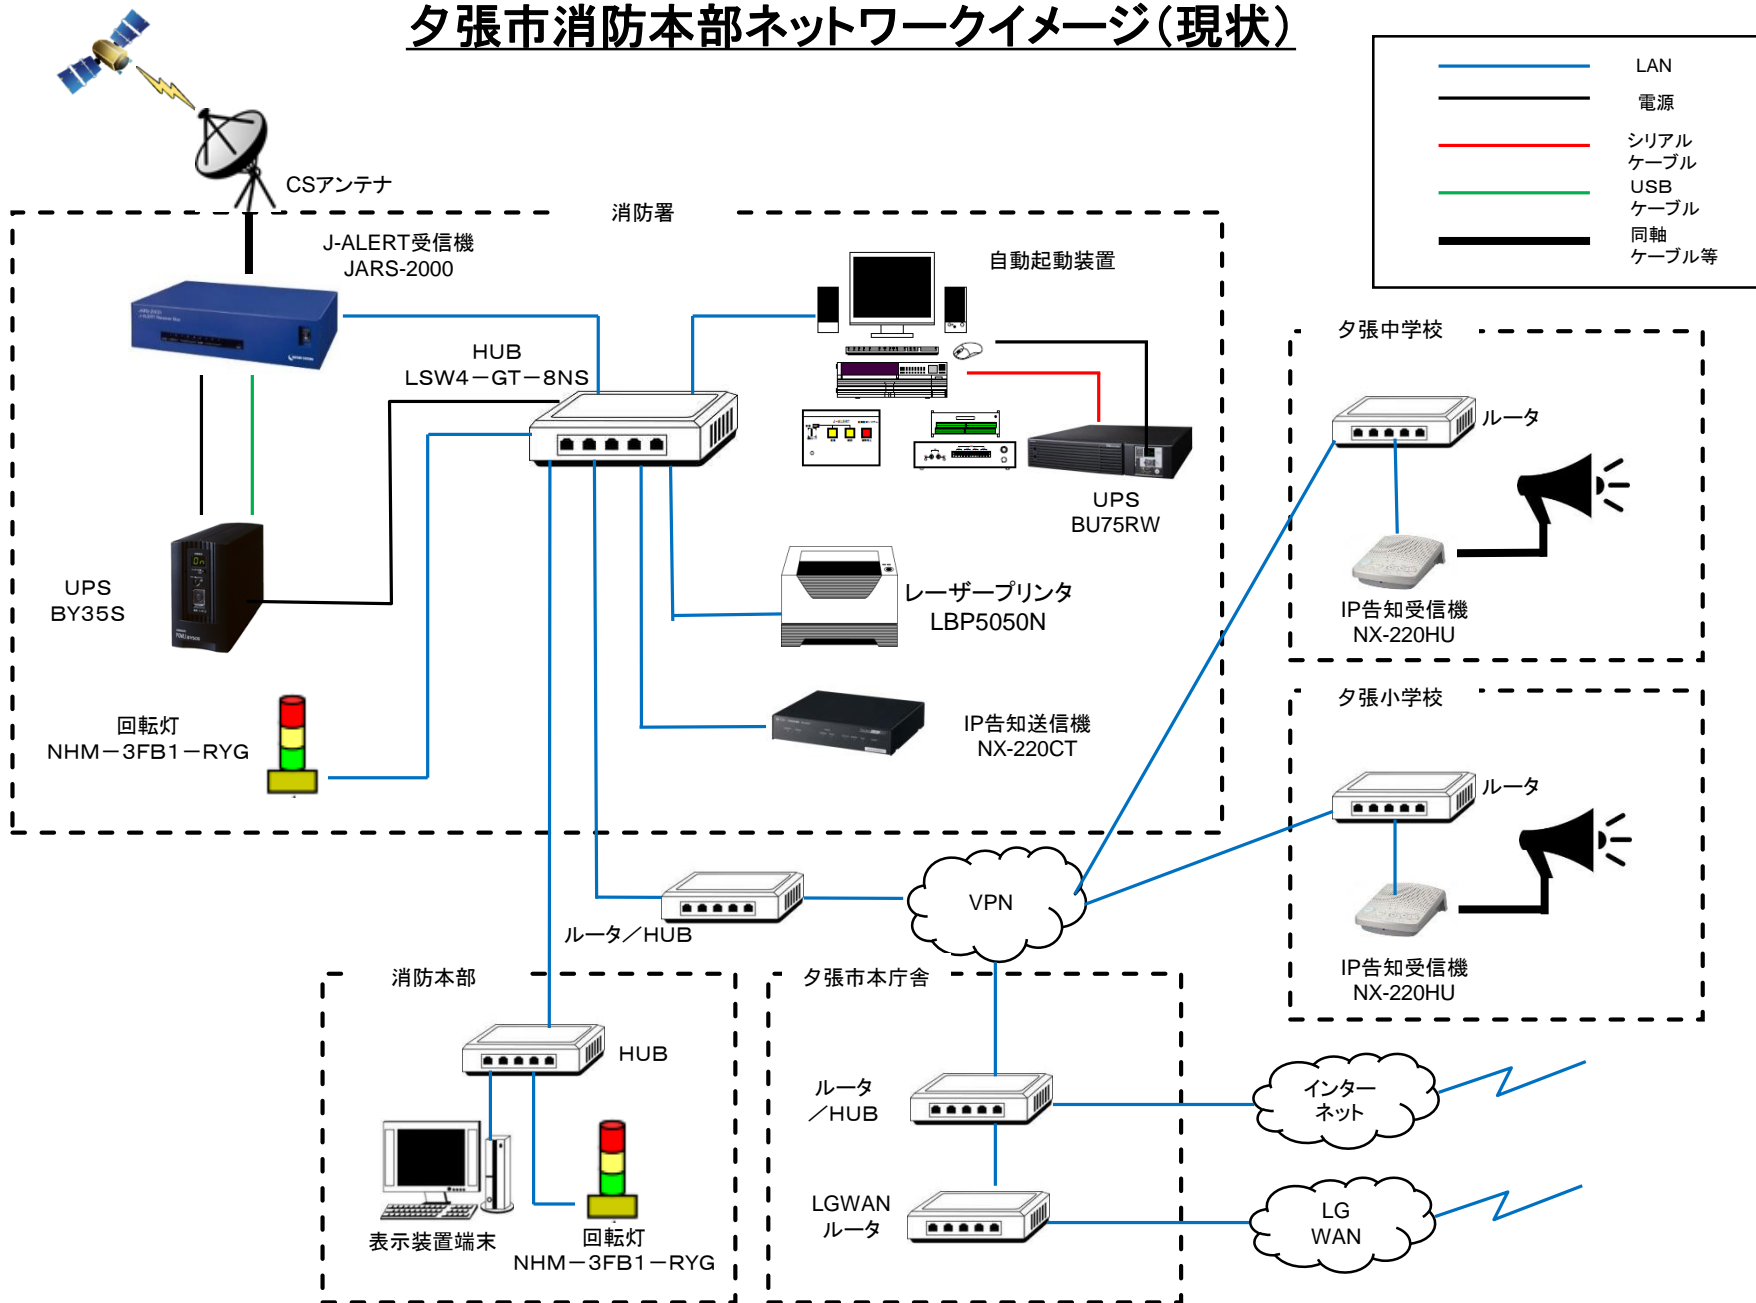 夕張市消防本部ネットワークイメージ（現状）
LAN
電源
シリアル
ケーブル
ＵＳＢ
ケーブル
同軸
ケーブル等
CSアンテナ
消防署
J-ALERT受信機
JARS-2000
自動起動装置
ＨＵＢ
ＬＳＷ４－ＧＴ－８ＮＳ
J-ALERT
ＵＰＳ
BU75RW
ＵＰＳ
ＢＹ３５Ｓ
レーザープリンタ
LBP5050N
回転灯
ＮＨＭ－３ＦＢ１－ＲＹＧ
IP告知送信機
NX-220CT
夕張中学校
ルータ
IP告知受信機
NX-220HU
夕張小学校
ルータ
IP告知受信機
NX-220HU
ルータ／ＨＵＢ
VPN
消防本部
ＨＵＢ
表示装置端末
回転灯
ＮＨＭ－３ＦＢ１－ＲＹＧ
夕張市本庁舎
ルータ
／ＨＵＢ
LGWAN
ルータ
インター
ネット
LG
WAN